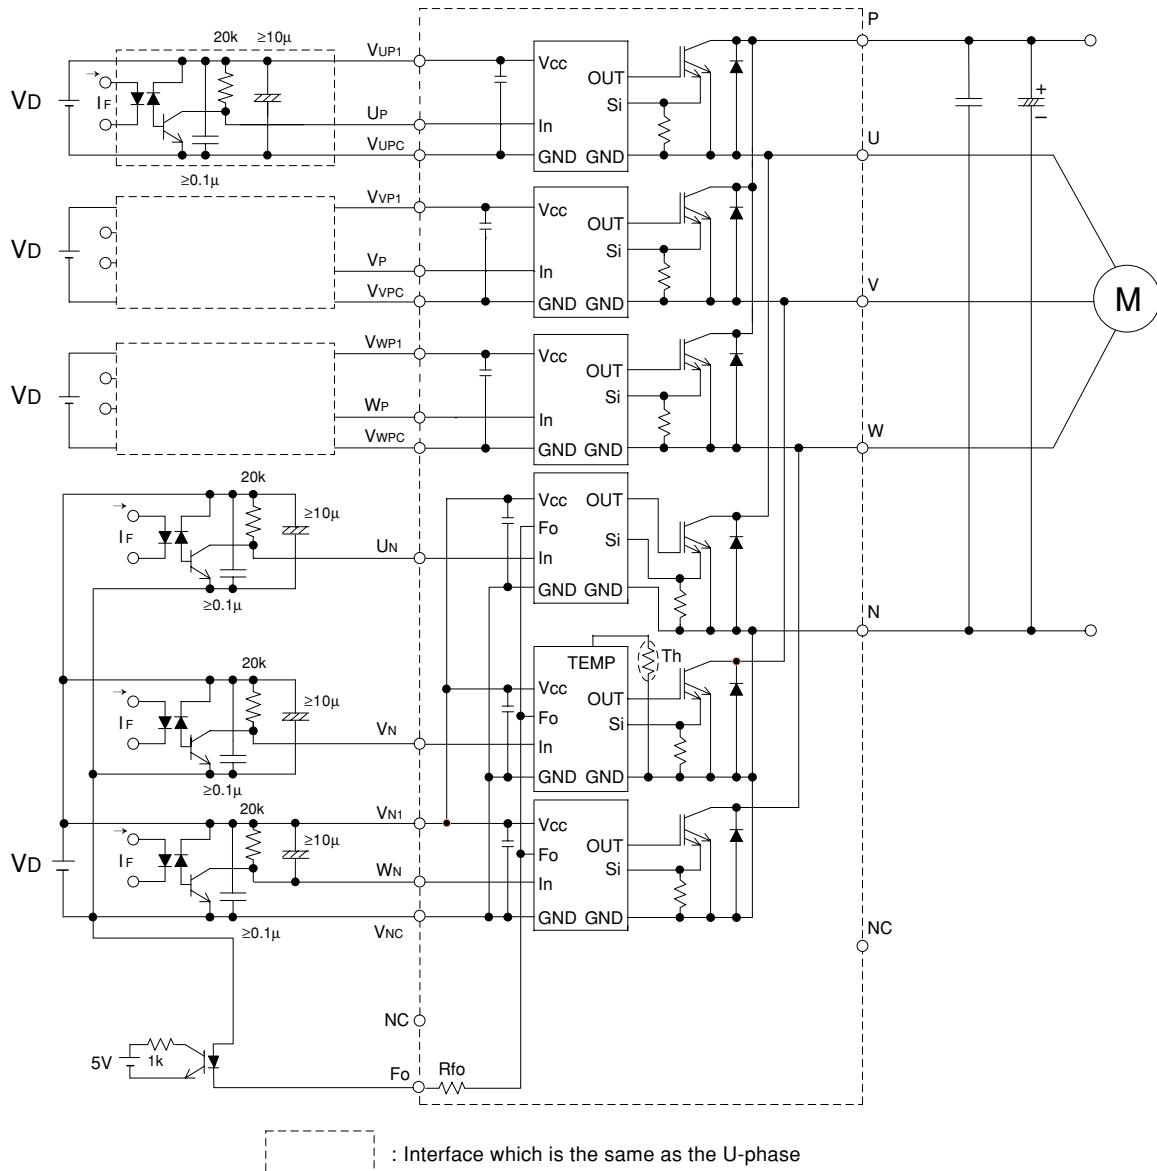 20k ≥10µ VUP1 P
Vcc
OUT
VD IF Si + −
UP In
VUPC GND GND U
≥0.1µ
VVP1 Vcc
OUT
VD Si
VP In
VVPC GND GND V
M
VWP1 Vcc
OUT
VD Si
WP In
VWPC GND GND W
20k
≥10µ Vcc OUT
IF Fo
Si
UN In
GND GND N
≥0.1µ
TEMP Th
20k
≥10µ Vcc
OUT
IF Fo
Si
VN In
GND GND
≥0.1µ
20k
VN1 Vcc
≥10µ
OUT
VD IF Fo
Si
WN In
VNC GND GND
≥0.1µ
NC
NC
5V 1k
Fo Rfo
: Interface which is the same as the U-phase